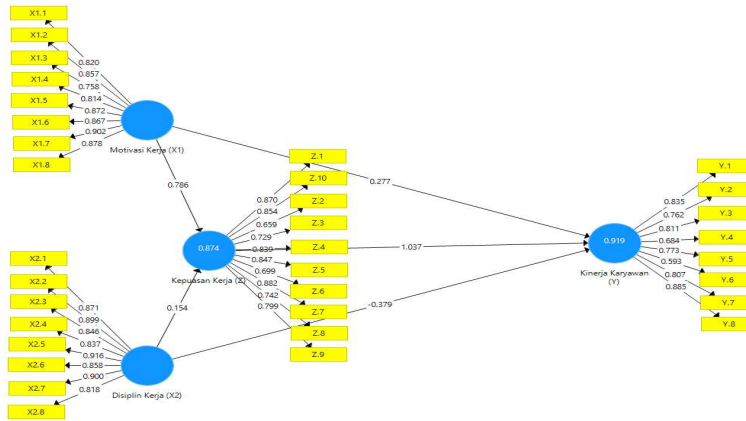 X1.1
X1.2
X1.3
X1.4
X1.5
X1.6
X1.7
X1.8
0.820
0.857
0.758
0.814
0.872
0.867
0.902
0.878
Motivasi Kerja (X1)
0.786
0.277
Z.1
Z.10
Z.2
Z.3
Z.4
Z.5
Z.6
Z.7
Z.8
Z.9
0.870
0.854
0.659
0.729
0.839
0.847
0.699
0.882
0.742
0.799
0.874
Kepuasan Kerja (Z)
1.037
0.154
-0.379
Y.1
Y.2
Y.3
Y.4
Y.5
Y.6
Y.7
Y.8
0.835
0.762
0.811
0.684
0.773
0.593
0.807
0.885
0.919
Kinerja Karyawan
(Y)
X2.1
X2.2
X2.3
X2.4
X2.5
X2.6
X2.7
X2.8
0.871
0.899
0.846
0.837
0.916
0.858
0.900
0.818
Disiplin Kerja (X2)